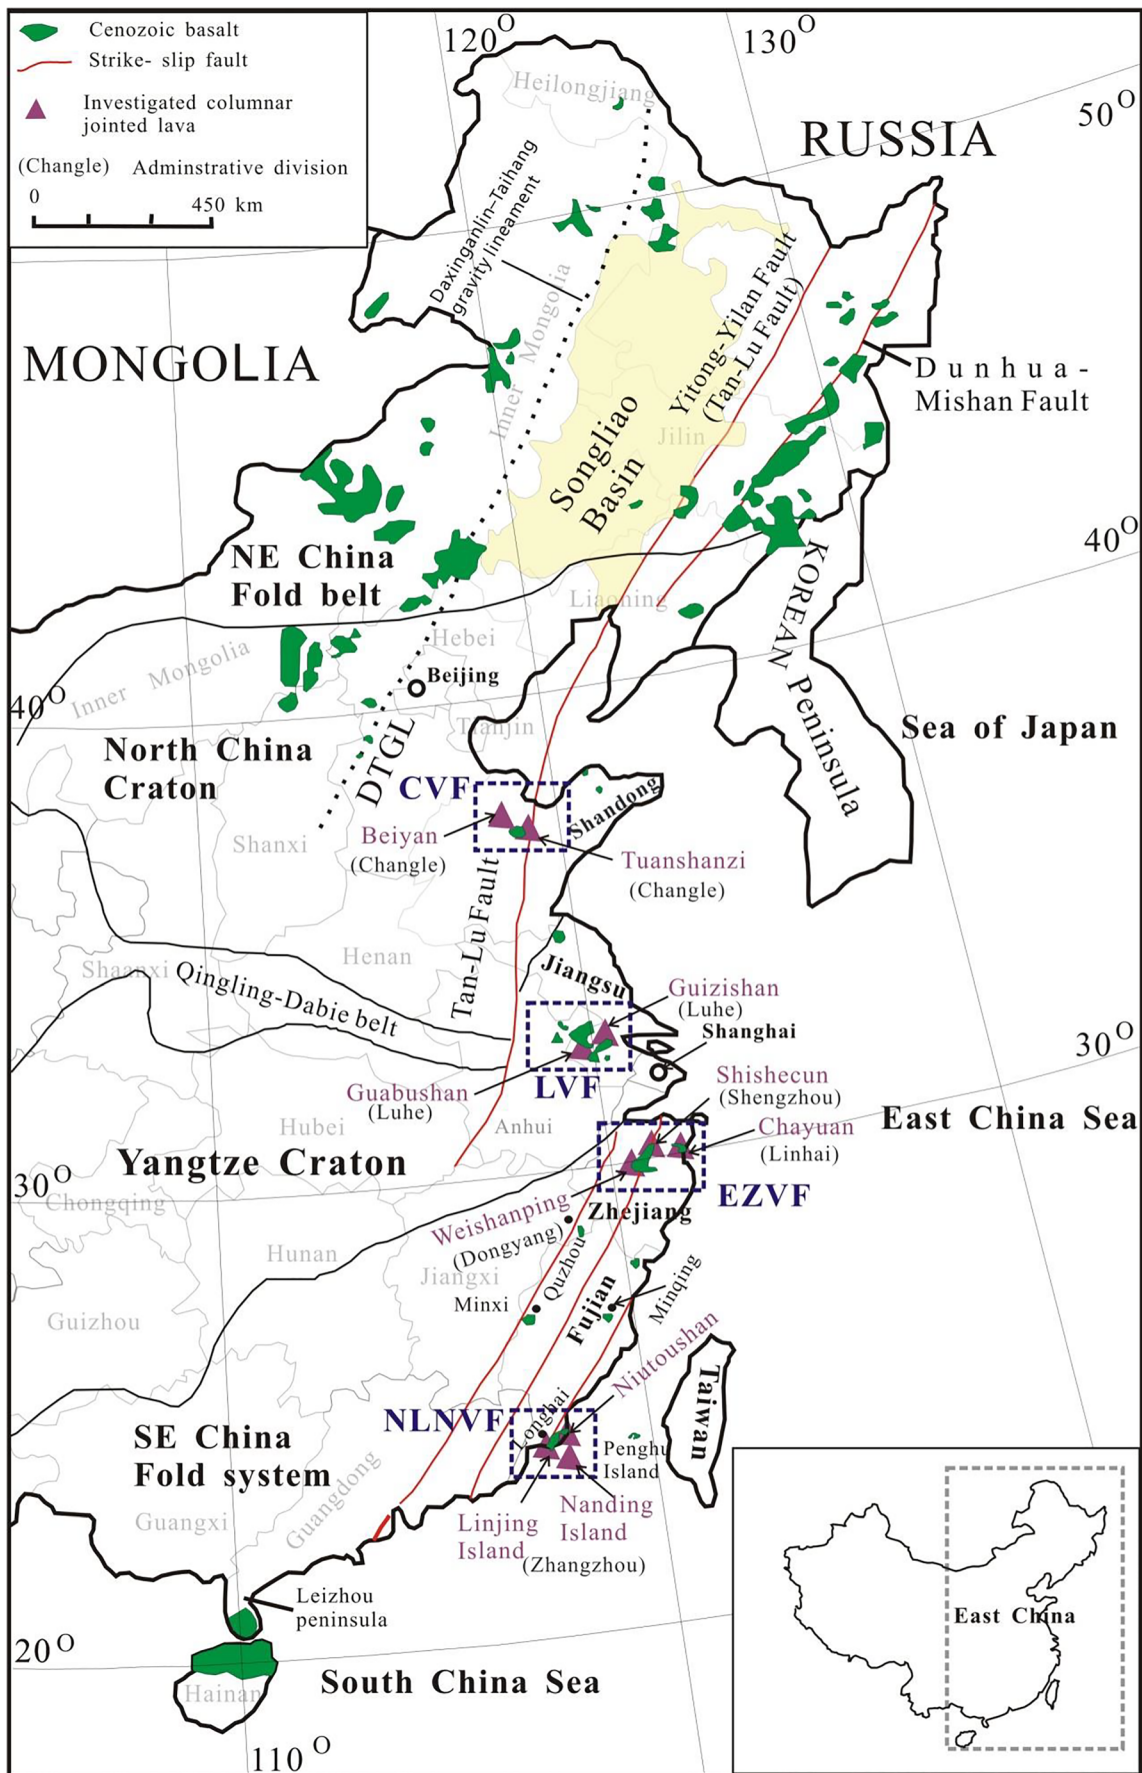 Cenozoic basalt
Strike- slip fault
Investigated columnar
jointed lava
(Changle) Adminstrative division
0 450 km
120O
130O
50O
Heilongjiang
RUSSIA
Daxinganlin–Taihang
gravity lineament
Inner Mongolia
MONGOLIA
Yitong-Yilan Fault
(Tan-Lu Fault)
Dunhua-
Mishan Fault
Songliao
Basin
Jilin
40O
NE China
Fold belt
KOREAN Peninsula
Liaoning
Hebei
Inner Mongolia
Beijing
40O
Tianjin
Sea of Japan
North China
Craton
DTGL
CVF
Shandong
Beiyan
(Changle)
Shanxi
Tuanshanzi
(Changle)
Tan-Lu Fault
Henan
Shaanxi
Qingling-Dabie belt
Jiangsu
Guizishan
(Luhe)
Shanghai
30O
LVF
Guabushan
(Luhe)
Shishecun
(Shengzhou)
Hubei
Anhui
Chayuan
(Linhai)
East China Sea
Yangtze Craton
30O
Chongqing
EZVF
Zhejiang
Weishanping
(Dongyang)
Hunan
Quzhou
Jiangxi
Minxi
Fujian
Minqing
Guizhou
Niutoushan
Taiwan
NLNVF
Longhai
SE China
Fold system
Penghu
Island
Guangdong
Guangxi
Nanding
Island
Linjing
Island
(Zhangzhou)
Leizhou
peninsula
East China
20O
South China Sea
Hainan
110 O